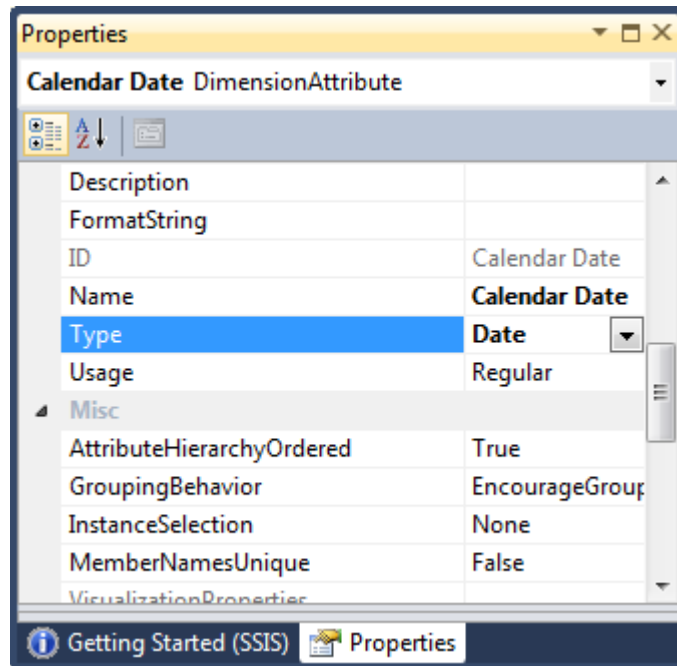 Properties
Calendar Date DimensionAttribute
Description
FormatString
ID Calendar Date
Name Calendar Date
Type Date
Usage Regular
Misc
AttributeHierarchyOrdered True
GroupingBehavior EncourageGroup
InstanceSelection None
MemberNamesUnique False
VisualizationProperties
Getting Started (SSIS) Properties